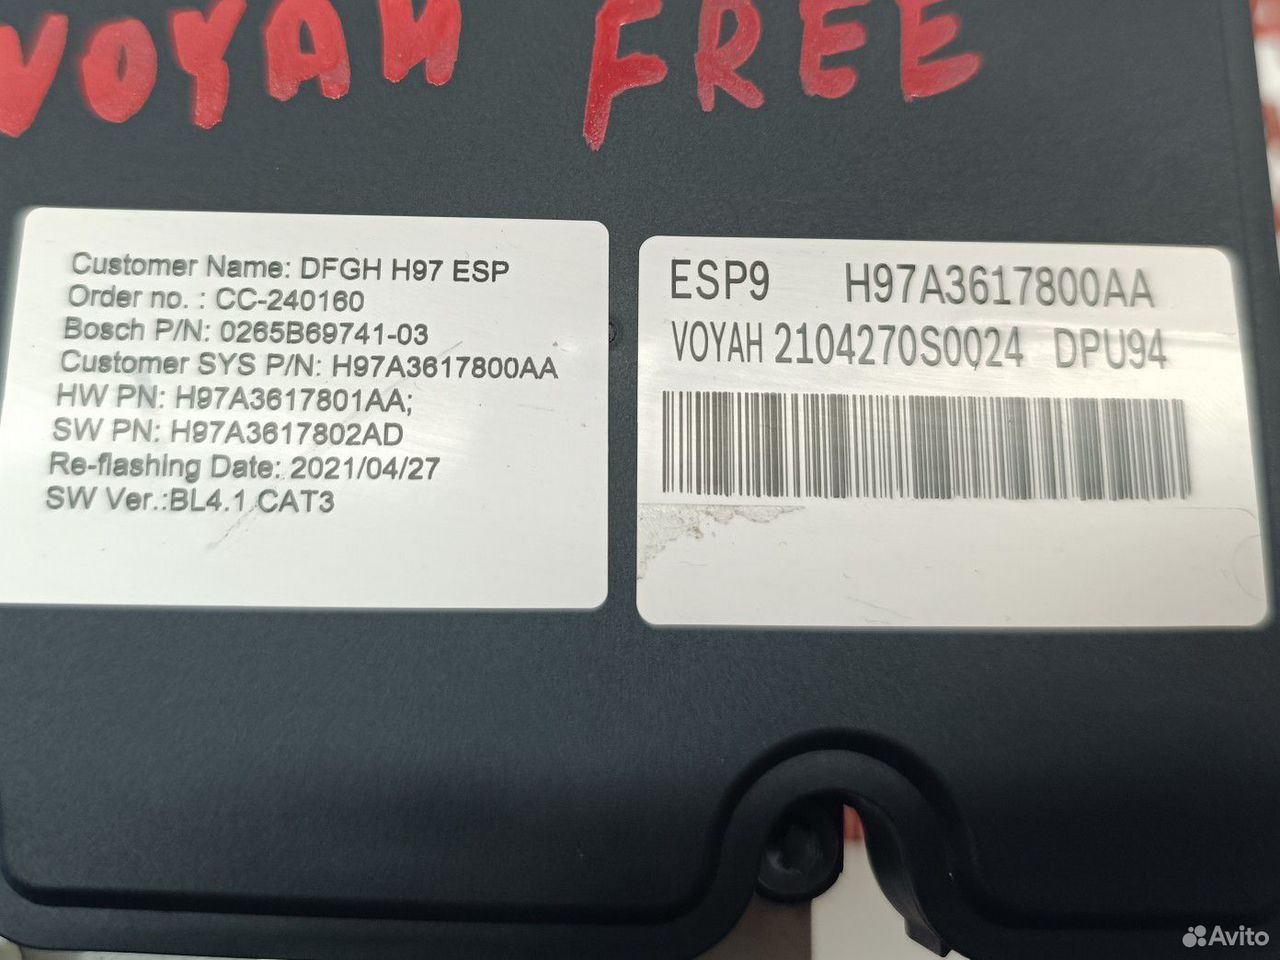 VOYAH FREE
Customer Name: DFGH H97 ESP
Order no. : CC-240160
Bosch P/N: 0265B69741-03
Customer SYS P/N: H97A3617800AA
HW PN: H97A3617801AA;
SW PN: H97A3617802AD
Re-flashing Date: 2021/04/27
SW Ver.:BL4.1 CAT3
ESP9 H97A3617800AA
VOYAH 2104270S0024 DPU94
Avito